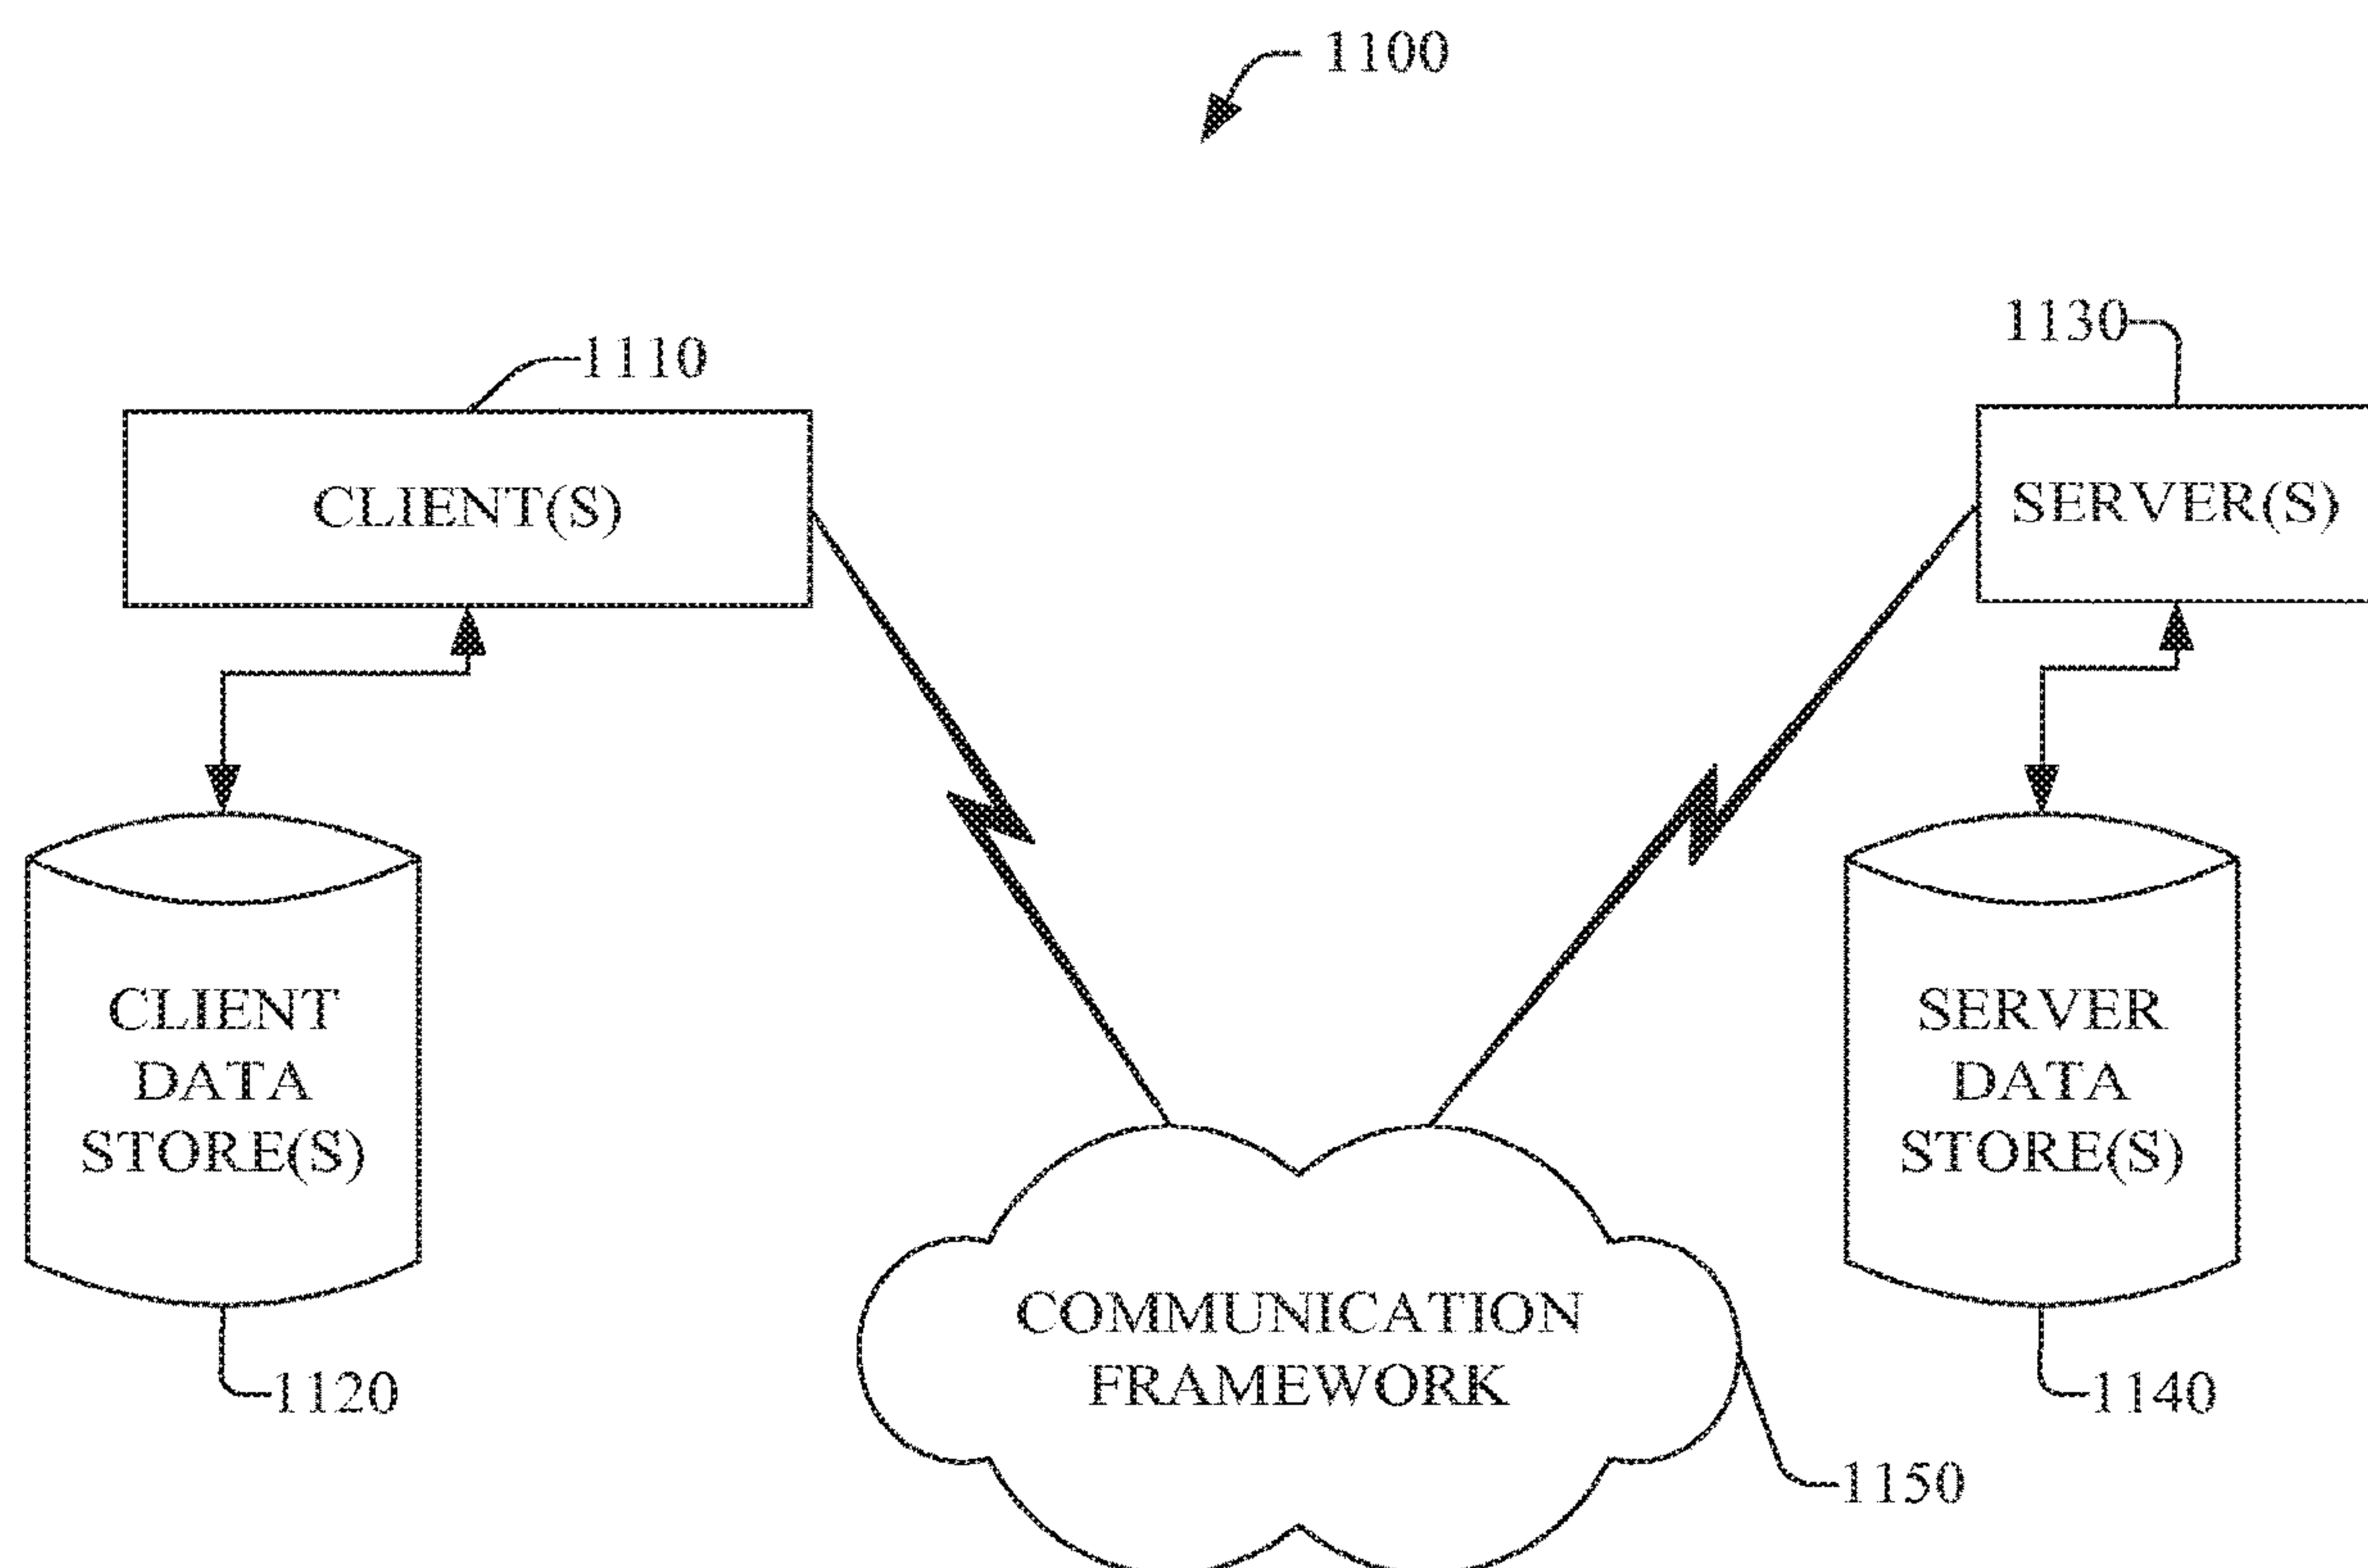 1100
1110
1130
CLIENT(S)
SERVER(S)
CLIENT
DATA
STORE(S)
SERVER
DATA
STORE(S)
COMMUNICATION
FRAMEWORK
1120
1140
1150